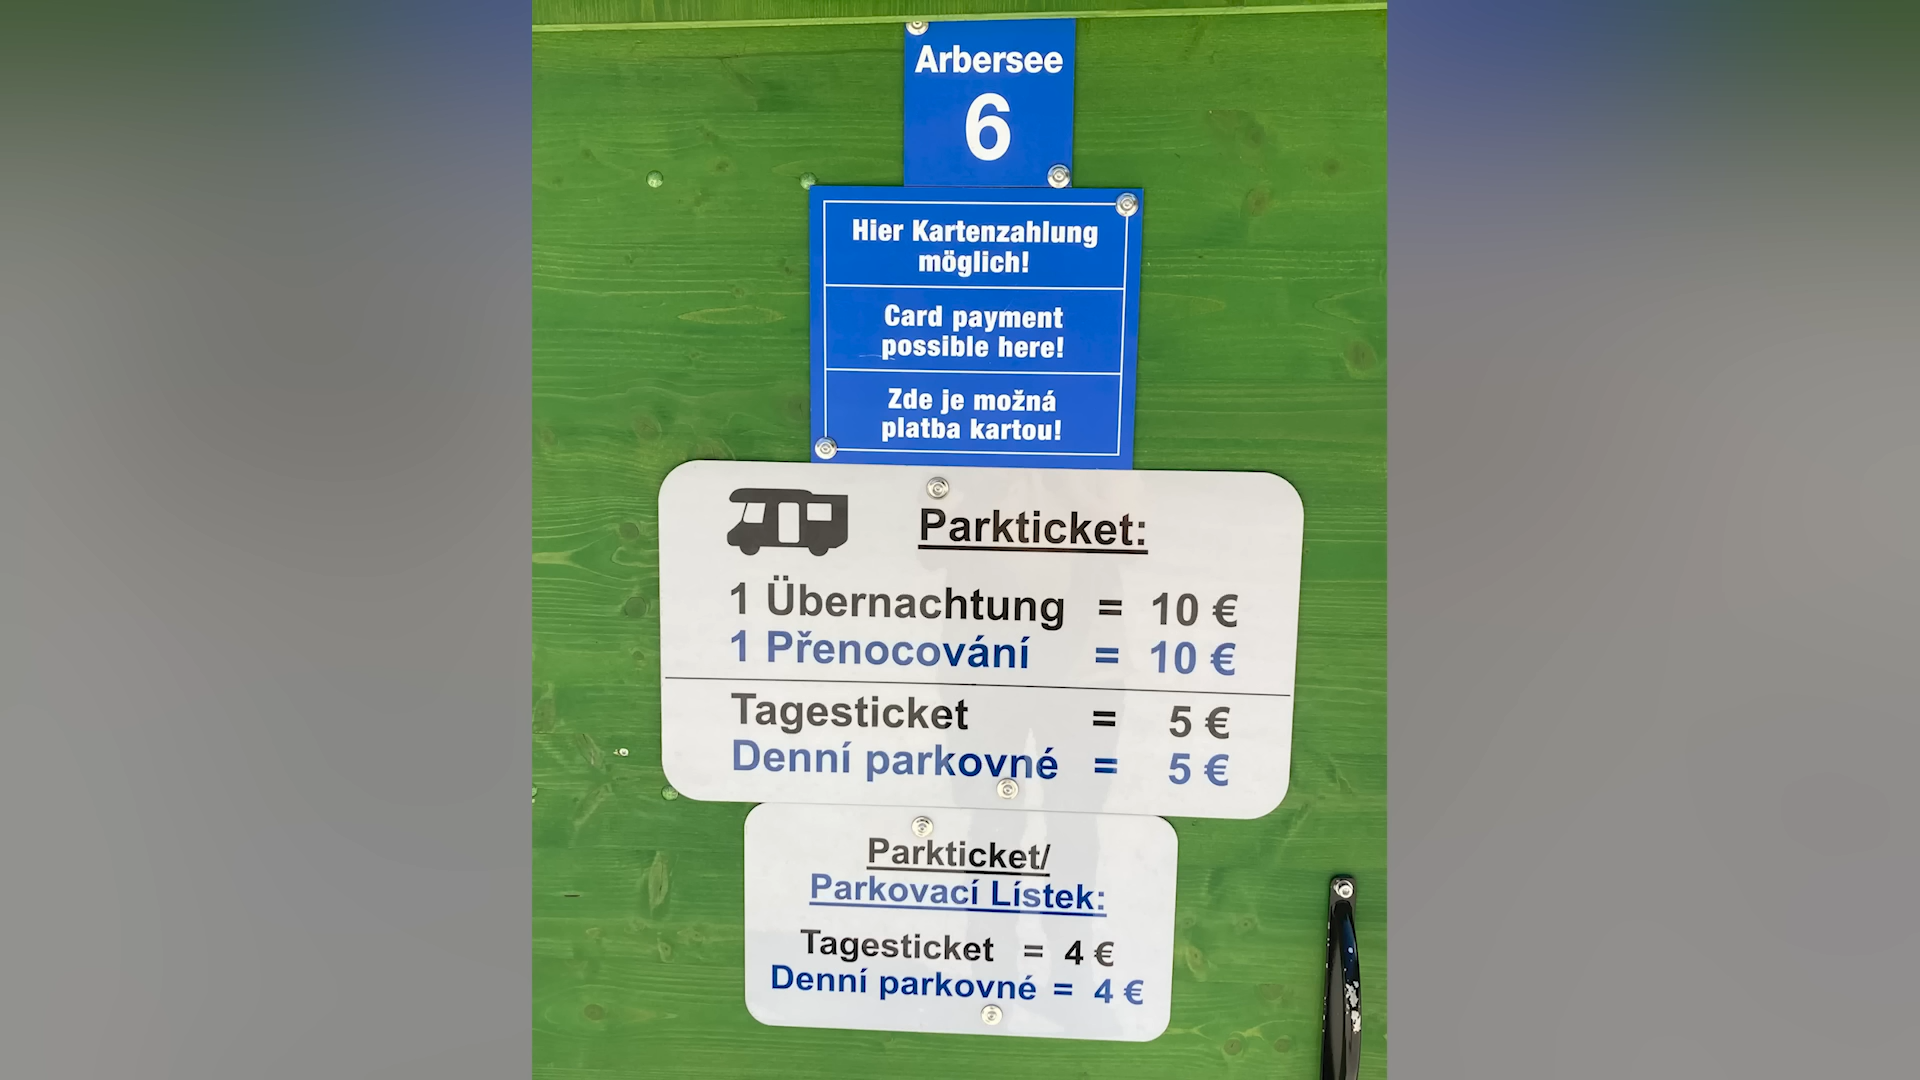 Arbersee
6
Hier Kartenzahlung
möglich!
Card payment
possible here!
Zde je možná
platba kartou!
Parkticket:
1 Übernachtung = 10 €
1 Přenocování = 10 €
Tagesticket = 5 €
Denní parkovné = 5 €
Parkticket/
Parkovací Lístek:
Tagesticket = 4 €
Denní parkovné = 4 €